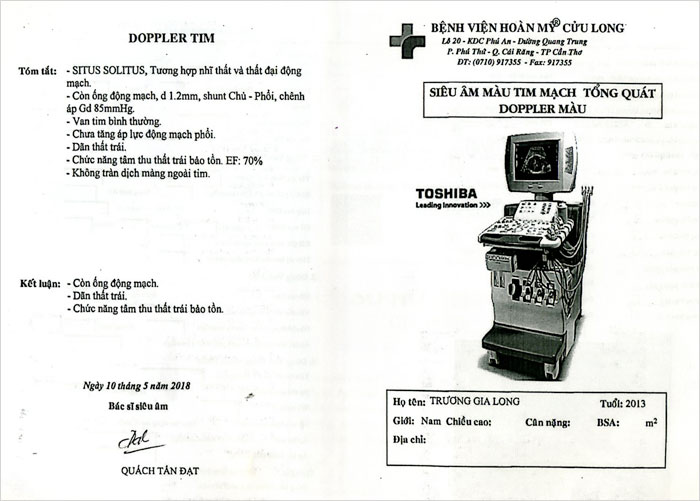 DOPPLER TIM
Tóm tắt: - SITUS SOLITUS, Tương hợp nhĩ thất và thất đại động
mạch.
- Còn ống động mạch, d 1.2mm, shunt Chủ - Phổi, chênh
áp Gd 85mmHg.
- Van tim bình thường.
- Chưa tăng áp lực động mạch phổi.
- Dãn thất trái.
- Chức năng tâm thu thất trái bảo tồn. EF: 70%
- Không tràn dịch màng ngoài tim.
Kết luận: - Còn ống động mạch.
- Dãn thất trái.
- Chức năng tâm thu thất trái bảo tồn.
Ngày 10 tháng 5 năm 2018
Bác sĩ siêu âm
QUÁCH TẤN ĐẠT
BỆNH VIỆN HOÀN MỸ® CỬU LONG
Lô 20 - KDC Phú An - Đường Quang Trung
P. Phú Thứ - Q. Cái Răng - TP Cần Thơ
ĐT: (0710) 917355 - Fax: 917355
SIÊU ÂM MÀU TIM MẠCH TỔNG QUÁT
DOPPLER MÀU
TOSHIBA
Leading Innovation >>>
Họ tên: TRƯƠNG GIA LONG Tuổi: 2013
Giới: Nam Chiều cao: Cân nặng: BSA: m²
Địa chỉ: